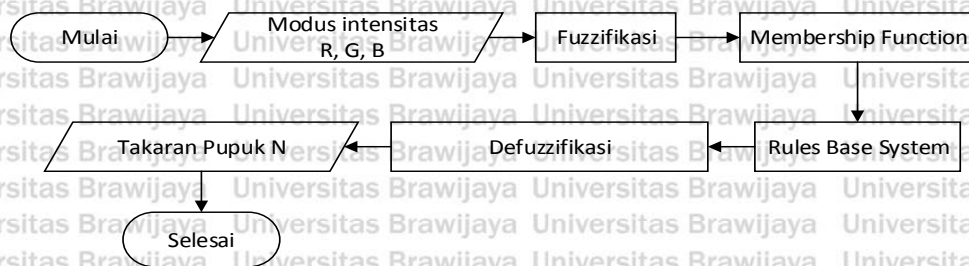 Mulai
Modus intensitas
R, G, B
Fuzzifikasi
Membership Function
Takaran Pupuk N
Defuzzifikasi
Rules Base System
Selesai